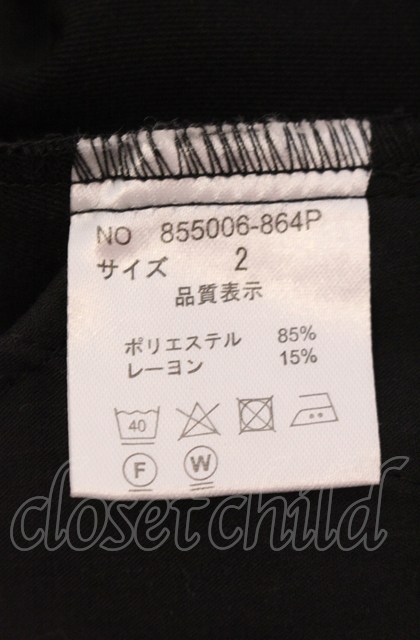 NO 855006-864P
サイズ 2
品質表示
ポリエステル 85%
レーヨン 15%
40
F W
closet child